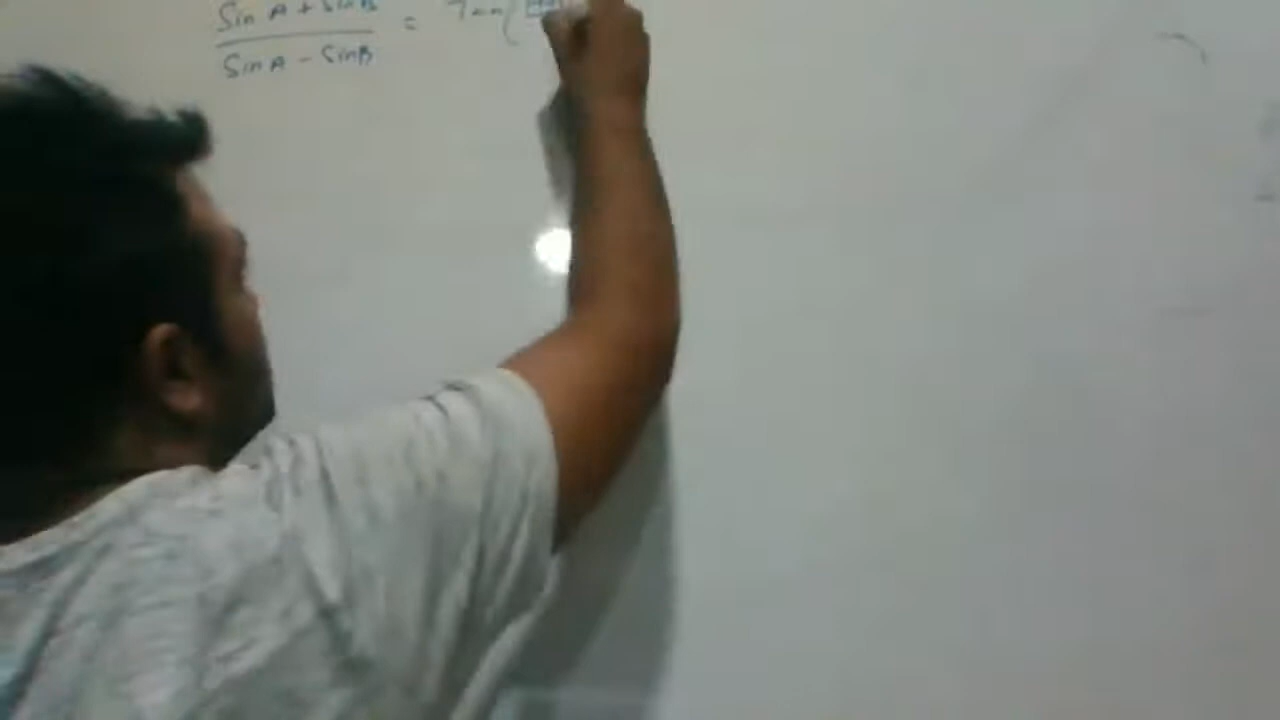 Sin A + Sin B = Tan(
Sin A - Sin B